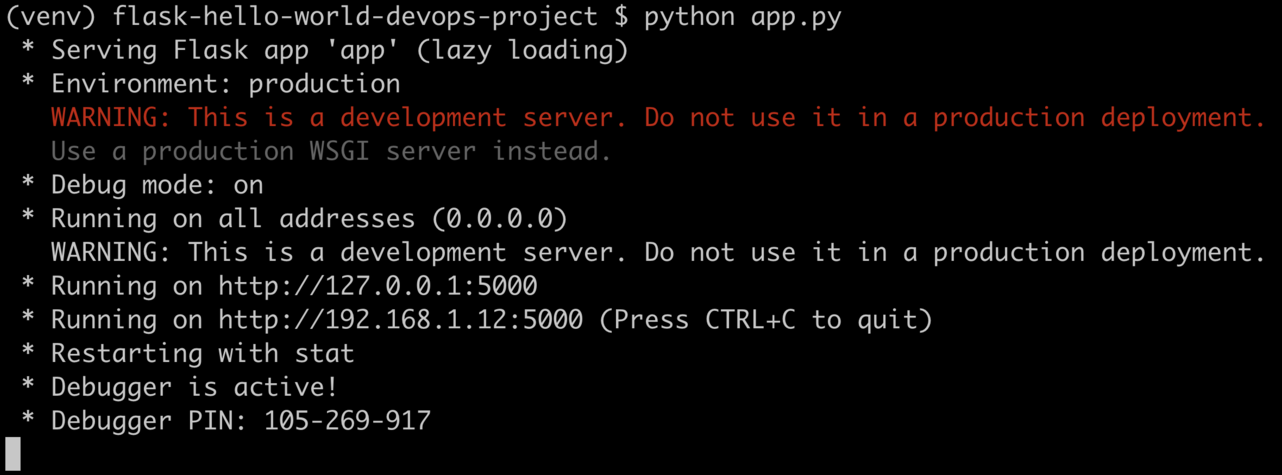 (venv) flask-hello-world-devops-project $ python app.py
* Serving Flask app 'app' (lazy loading)
* Environment: production
WARNING: This is a development server. Do not use it in a production deployment.
Use a production WSGI server instead.
* Debug mode: on
* Running on all addresses (0.0.0.0)
WARNING: This is a development server. Do not use it in a production deployment.
* Running on http://127.0.0.1:5000
* Running on http://192.168.1.12:5000 (Press CTRL+C to quit)
* Restarting with stat
* Debugger is active!
* Debugger PIN: 105-269-917